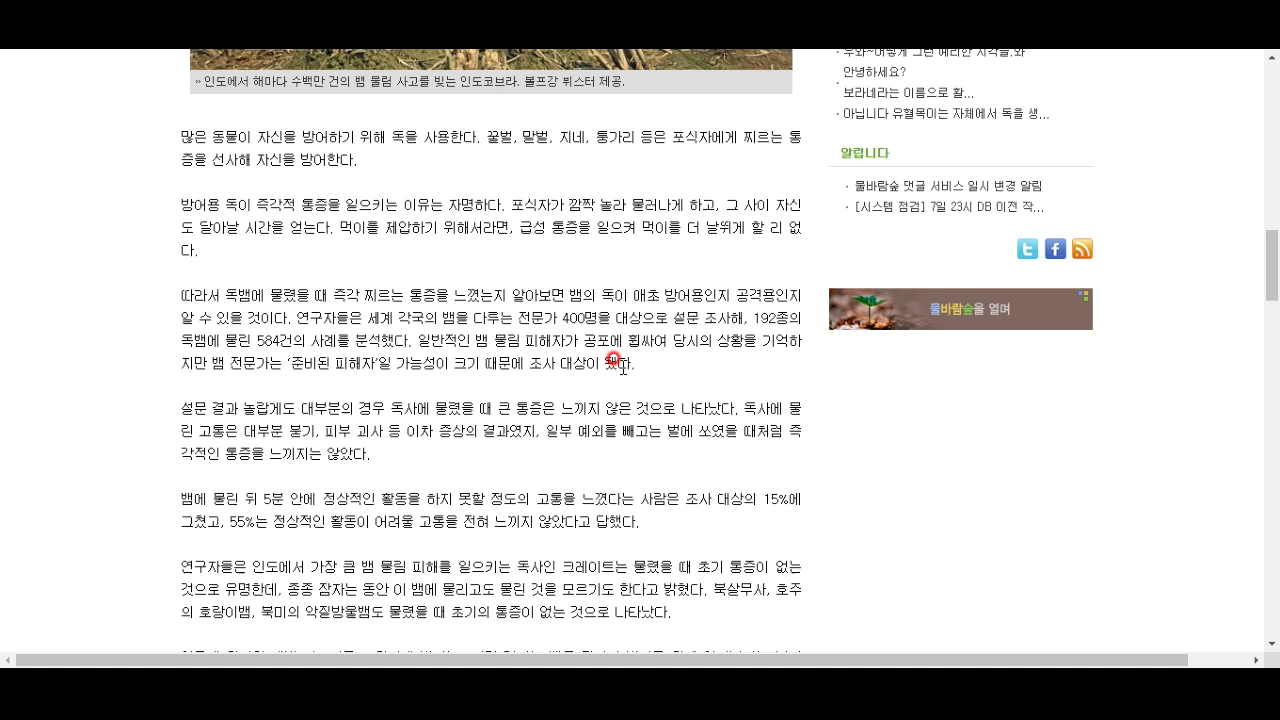 » 인도에서 해마다 수백만 건의 뱀 물림 사고를 빚는 인도코브라. 볼프강 뷔스터 제공.
많은 동물이 자신을 방어하기 위해 독을 사용한다. 꿀벌, 말벌, 지네, 퉁가리 등은 포식자에게 찌르는 통
증을 선사해 자신을 방어한다.
방어용 독이 즉각적 통증을 일으키는 이유는 자명하다. 포식자가 깜짝 놀라 물러나게 하고, 그 사이 자신
도 달아날 시간을 얻는다. 먹이를 제압하기 위해서라면, 급성 통증을 일으켜 먹이를 더 날뛰게 할 리 없
다.
따라서 독뱀에 물렸을 때 즉각 찌르는 통증을 느꼈는지 알아보면 뱀의 독이 애초 방어용인지 공격용인지
알 수 있을 것이다. 연구자들은 세계 각국의 뱀을 다루는 전문가 400명을 대상으로 설문 조사해, 192종의
독뱀에 물린 584건의 사례를 분석했다. 일반적인 뱀 물림 피해자가 공포에 휩싸여 당시의 상황을 기억하
지만 뱀 전문가는 ‘준비된 피해자’일 가능성이 크기 때문에 조사 대상이 됐다.
설문 결과 놀랍게도 대부분의 경우 독사에 물렸을 때 큰 통증은 느끼지 않은 것으로 나타났다. 독사에 물
린 고통은 대부분 붓기, 피부 괴사 등 이차 증상의 결과였지, 일부 예외를 빼고는 벌에 쏘였을 때처럼 즉
각적인 통증을 느끼지는 않았다.
뱀에 물린 뒤 5분 안에 정상적인 활동을 하지 못할 정도의 고통을 느꼈다는 사람은 조사 대상의 15%에
그쳤고, 55%는 정상적인 활동이 어려울 고통을 전혀 느끼지 않았다고 답했다.
연구자들은 인도에서 가장 큼 뱀 물림 피해를 일으키는 독사인 크레이트는 물렸을 때 초기 통증이 없는
것으로 유명한데, 종종 잠자는 동안 이 뱀에 물리고도 물린 것을 모르기도 한다고 밝혔다. 북살무사, 호주
의 호랑이뱀, 북미의 악질방울뱀도 물렸을 때 초기의 통증이 없는 것으로 나타났다.
· 우와~어떻게 그런 예리한 시각을.와
안녕하세요?
· 보라네라는 이름으로 활...
· 아닙니다 유혈목이는 자체에서 독을 생...
알립니다
· 물바람숲 댓글 서비스 일시 변경 알림
· [시스템 점검] 7일 23시 DB 이전 작...
물바람숲을 열며